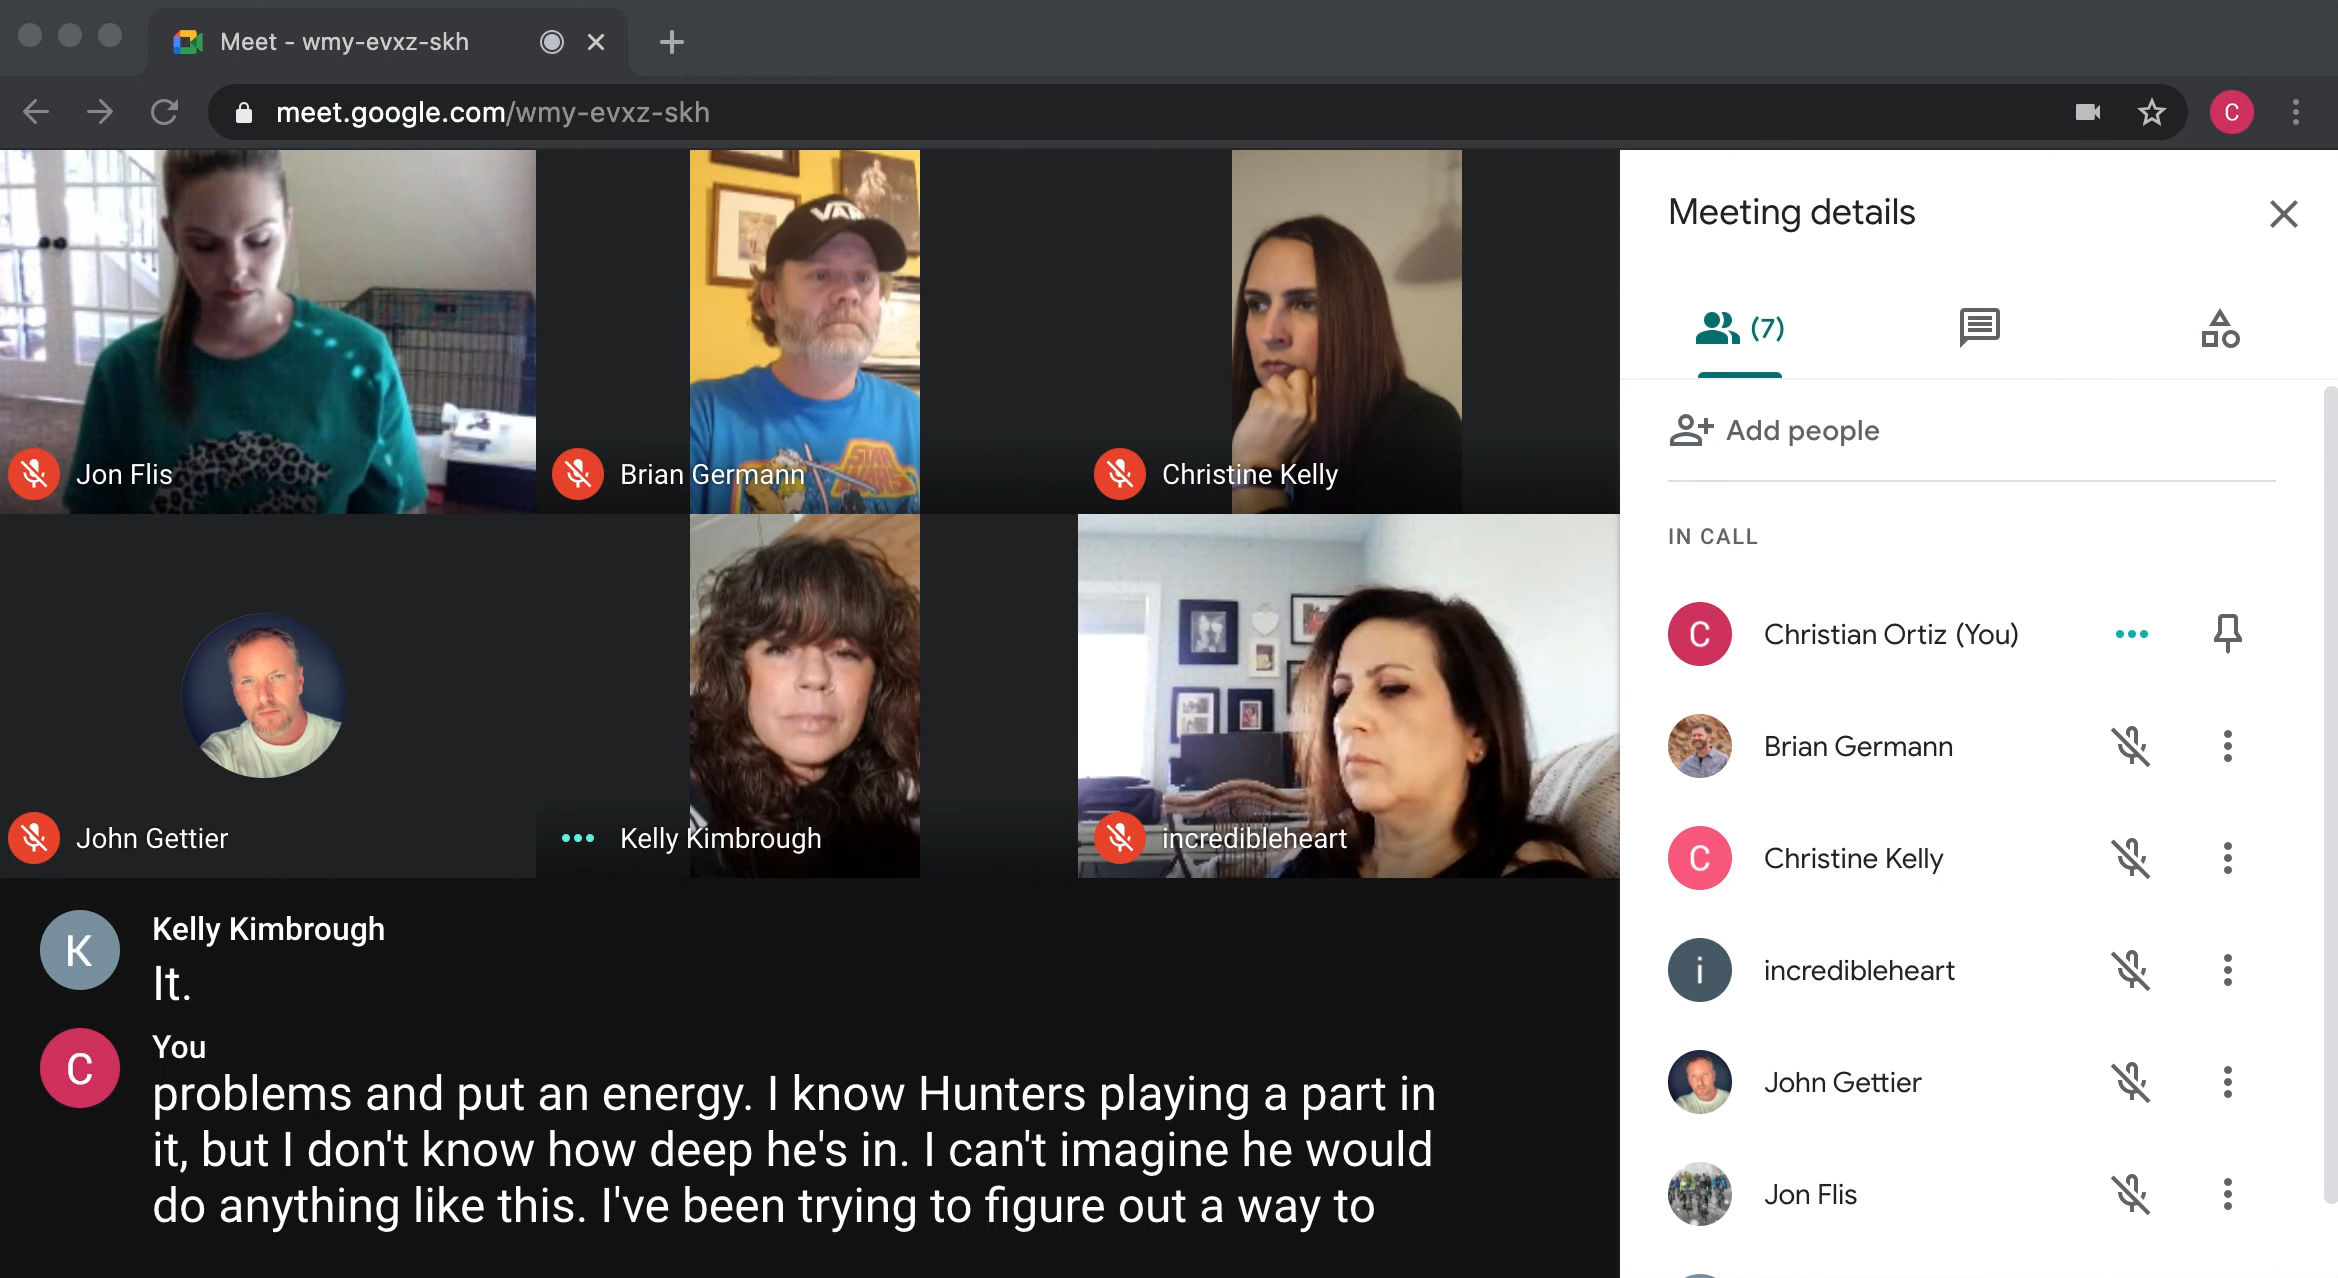 Meet - wmy-evxz-skh
meet.google.com/wmy-evxz-skh
C
VAN
STAR
WARS
Jon Flis
Brian Germann
Christine Kelly
John Gettier
Kelly Kimbrough
incredibleheart
K
Kelly Kimbrough
It.
C
You
problems and put an energy. I know Hunters playing a part in
it, but I don't know how deep he's in. I can't imagine he would
do anything like this. I've been trying to figure out a way to
Meeting details
(7)
Add people
IN CALL
C
Christian Ortiz (You)
Brian Germann
C
Christine Kelly
i
incredibleheart
John Gettier
Jon Flis